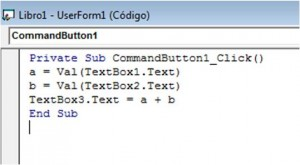 Libro1 - UserForm1 (Código)
CommandButton1
Private Sub CommandButton1_Click()
a = Val(TextBox1.Text)
b = Val(TextBox2.Text)
TextBox3.Text = a + b
End Sub